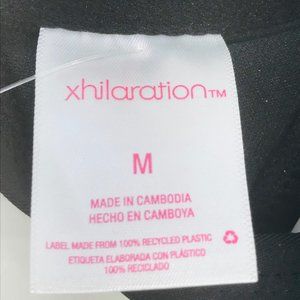 xhilaration™
M
MADE IN CAMBODIA
HECHO EN CAMBOYA
LABEL MADE FROM 100% RECYCLED PLASTIC
ETIQUETA ELABORADA CON PLÁSTICO
100% RECICLADO